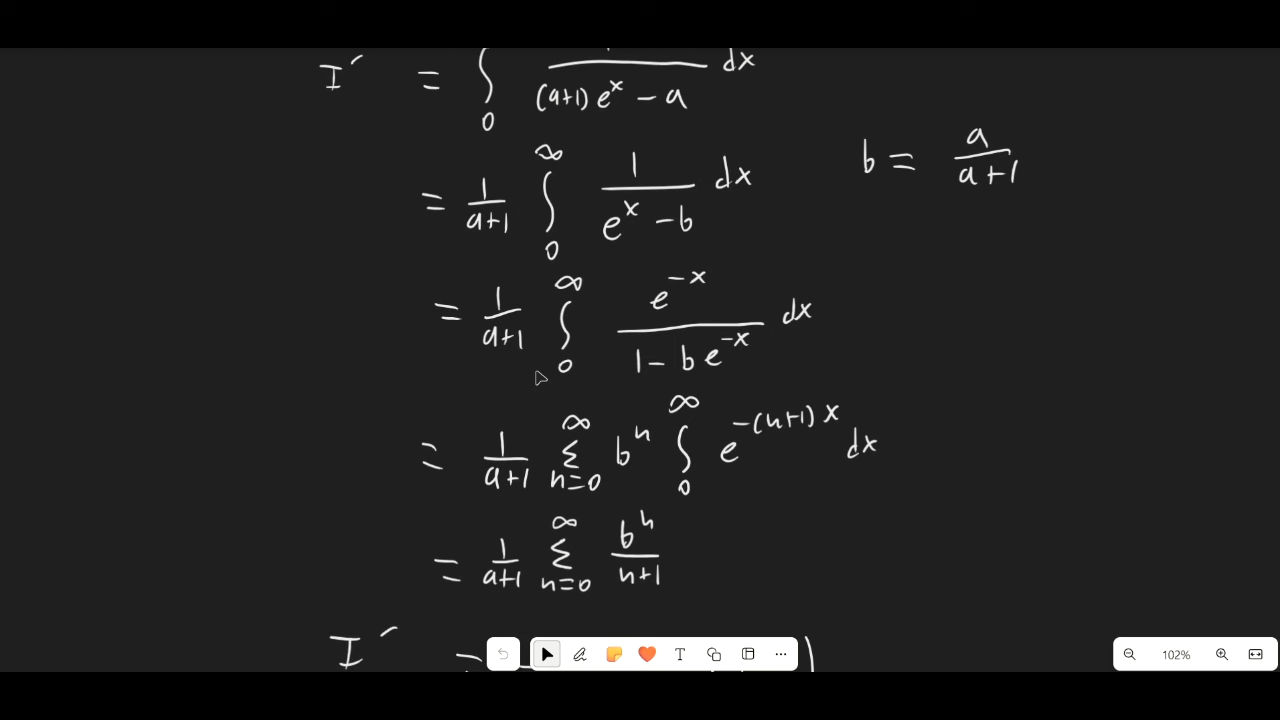 I′ = ∫₀ 1/((a+1)eˣ − a) dx
b = a/(a+1)
= 1/(a+1) ∫₀^∞ 1/(eˣ − b) dx
= 1/(a+1) ∫₀^∞ e^(−x)/(1 − b e^(−x)) dx
= 1/(a+1) Σ_(n=0)^∞ bⁿ ∫₀^∞ e^(−(n+1)x) dx
= 1/(a+1) Σ_(n=0)^∞ bⁿ/(n+1)
I′ =
T
102%